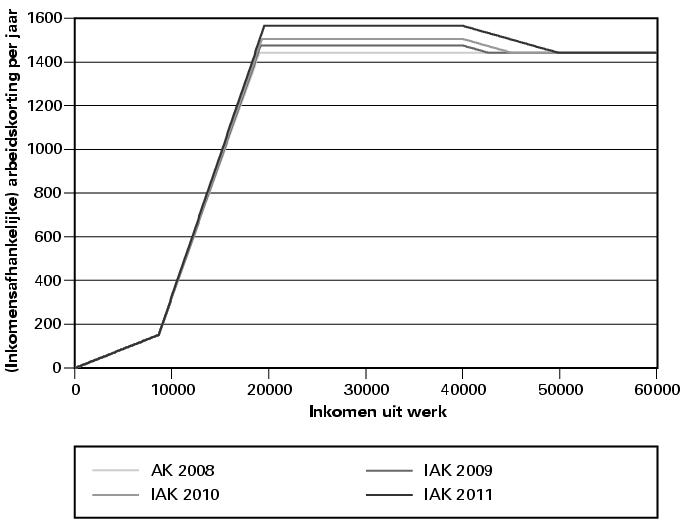 (Inkomensafhankelijke) arbeidskorting per jaar
1600
1400
1200
1000
800
600
400
200
0
0 10000 20000 30000 40000 50000 60000
Inkomen uit werk
AK 2008 IAK 2009
IAK 2010 IAK 2011